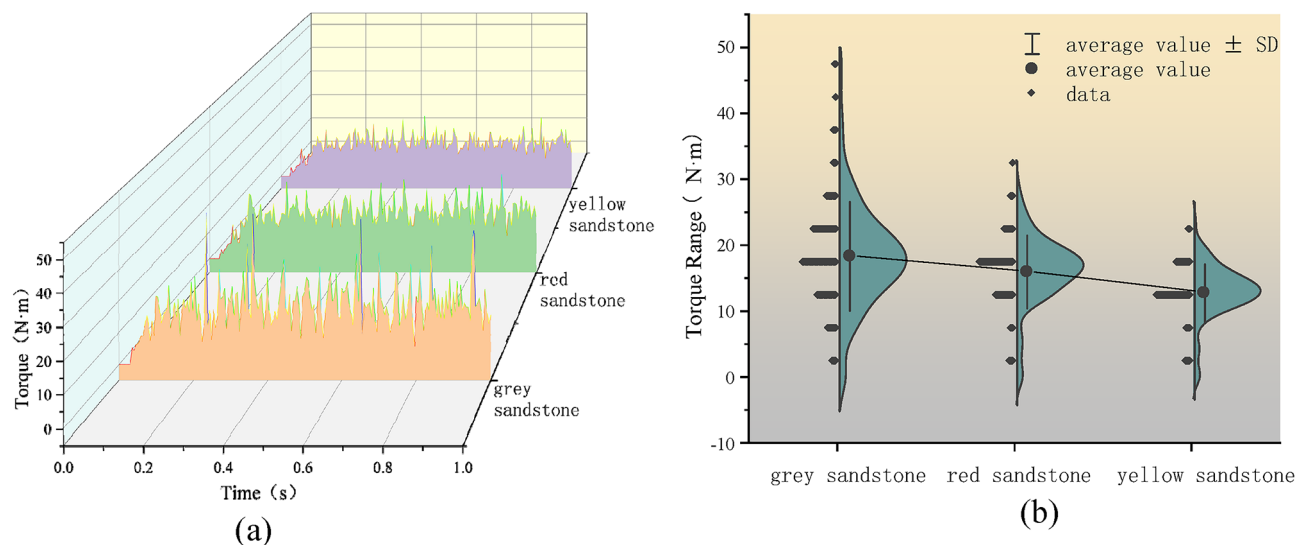 Torque（N·m）
50
40
30
20
10
0
0.0
0.2
0.4
0.6
0.8
1.0
Time（s）
yellow
sandstone
red
sandstone
grey
sandstone
(a)
Torque Range（ N·m）
50
40
30
20
10
0
-10
average value ± SD
average value
data
grey sandstone
red sandstone
yellow sandstone
(b)